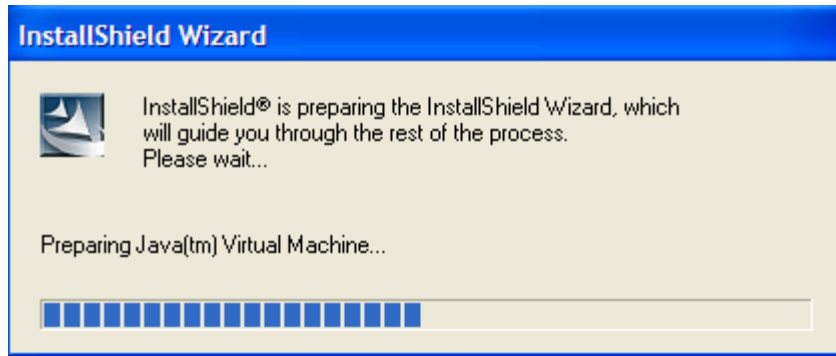 InstallShield Wizard
InstallShield® is preparing the InstallShield Wizard, which
will guide you through the rest of the process.
Please wait...
Preparing Java(tm) Virtual Machine...